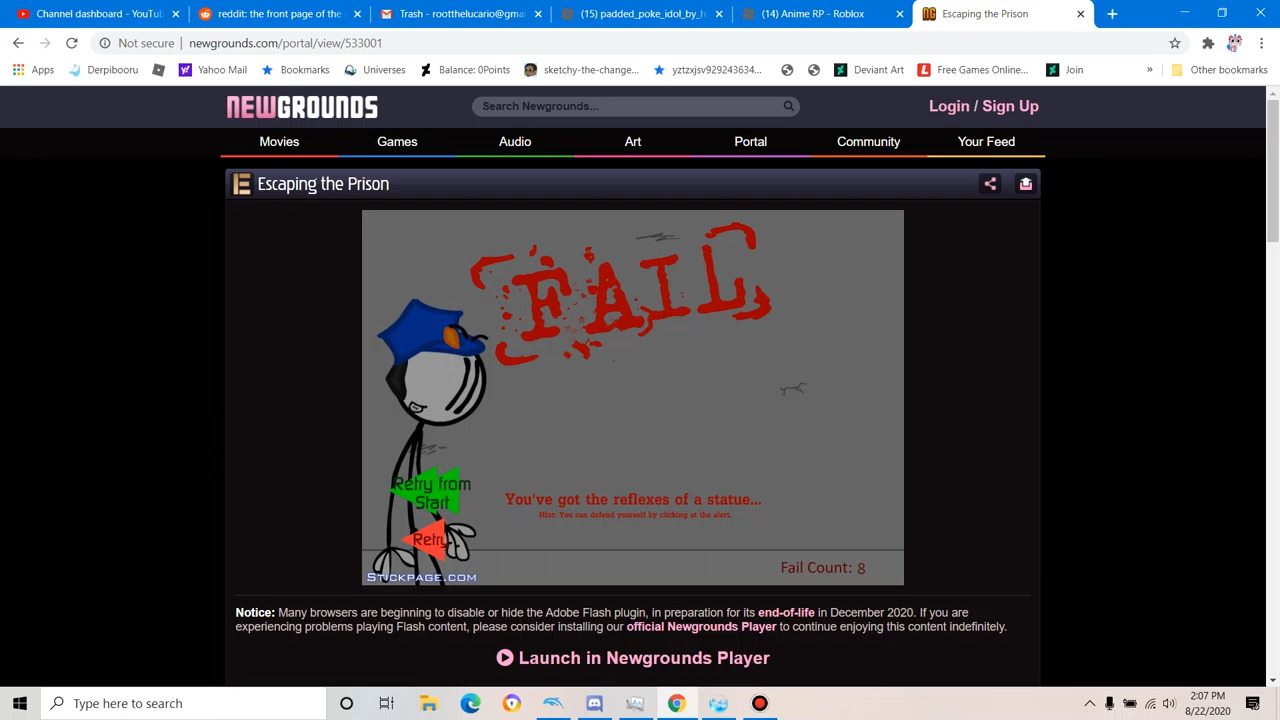 Channel dashboard - YouTub
reddit: the front page of the
Trash - rootthelucario@gma
(15) padded_poke_idol_by_h
(14) Anime RP - Roblox
Escaping the Prison
Not secure | newgrounds.com/portal/view/533001
Apps
Derpibooru
Yahoo Mail
Bookmarks
Universes
Balance: 0Points
sketchy-the-change...
yztzxjsv929243634...
Deviant Art
Free Games Online...
Join
»
Other bookmarks
NEWGROUNDS
Search Newgrounds...
Login / Sign Up
Movies
Games
Audio
Art
Portal
Community
Your Feed
E Escaping the Prison
FAIL
Retry from
Start
You've got the reflexes of a statue...
Hint: You can defend yourself by clicking at the alert.
Retry
Fail Count: 8
STICKPAGE.COM
Notice: Many browsers are beginning to disable or hide the Adobe Flash plugin, in preparation for its end-of-life in December 2020. If you are
experiencing problems playing Flash content, please consider installing our official Newgrounds Player to continue enjoying this content indefinitely.
Launch in Newgrounds Player
Type here to search
2:07 PM
8/22/2020